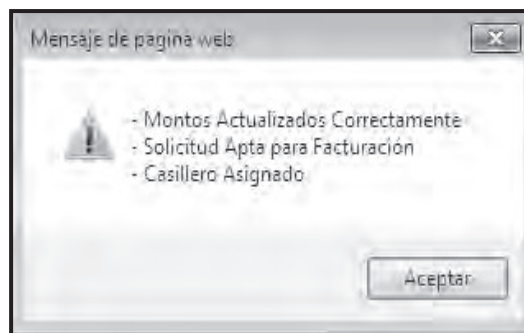 Mensaje de pagina web
- Montos Actualizados Correctamente
- Solicitud Apta para Facturación
- Casillero Asignado
Aceptar